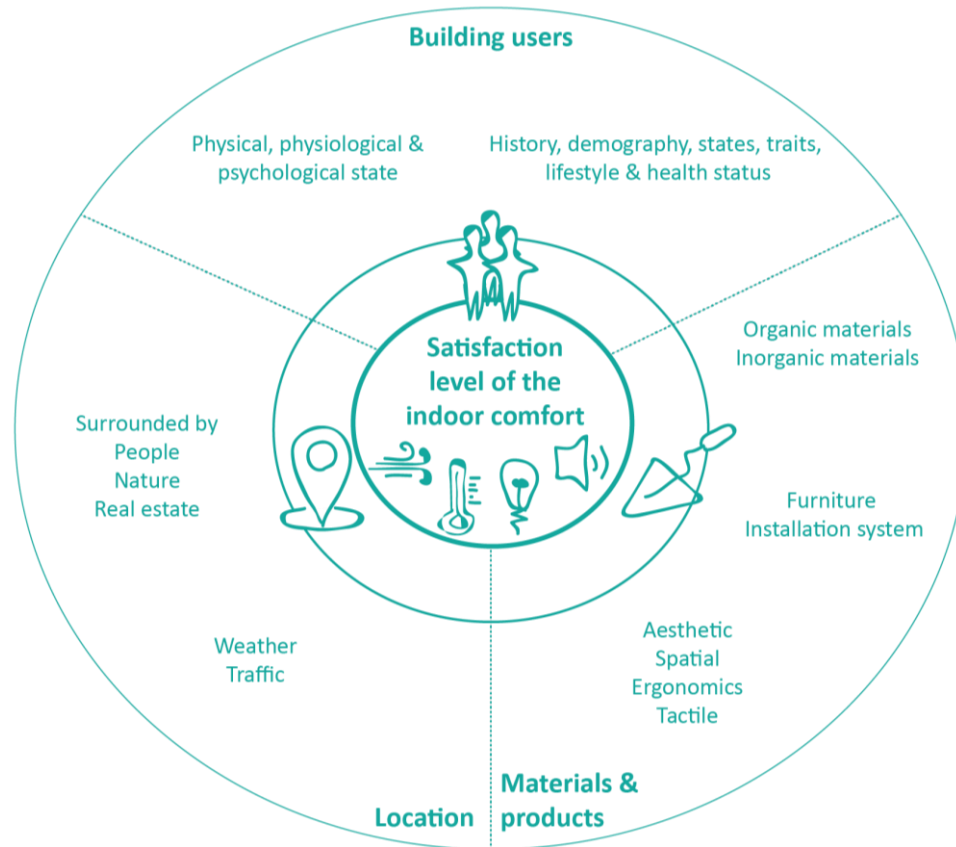 Building users
Physical, physiological &
psychological state
History, demography, states, traits,
lifestyle & health status
Satisfaction
level of the
indoor comfort
Organic materials
Inorganic materials
Furniture
Installation system
Aesthetic
Spatial
Ergonomics
Tactile
Materials &
products
Surrounded by
People
Nature
Real estate
Weather
Traffic
Location